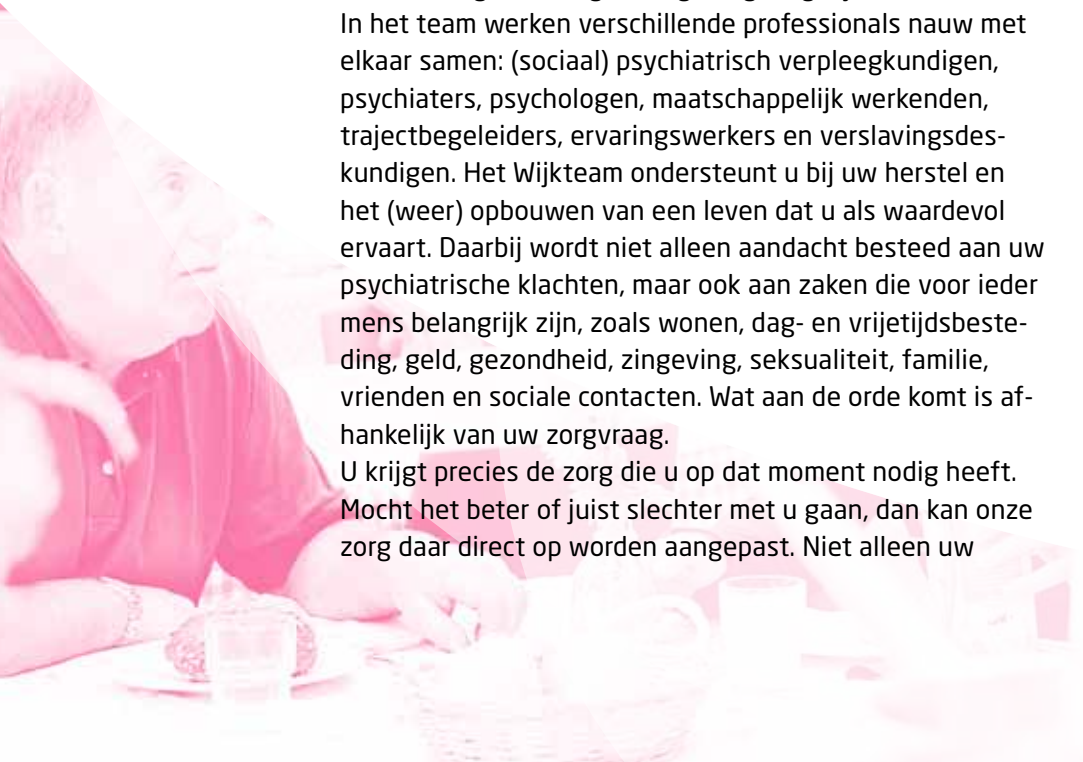 In het team werken verschillende professionals nauw met
elkaar samen: (sociaal) psychiatrisch verpleegkundigen,
psychiaters, psychologen, maatschappelijk werkenden,
trajectbegeleiders, ervaringswerkers en verslavingsdes-
kundigen. Het Wijkteam ondersteunt u bij uw herstel en
het (weer) opbouwen van een leven dat u als waardevol
ervaart. Daarbij wordt niet alleen aandacht besteed aan uw
psychiatrische klachten, maar ook aan zaken die voor ieder
mens belangrijk zijn, zoals wonen, dag- en vrijetijdsbeste-
ding, geld, gezondheid, zingeving, seksualiteit, familie,
vrienden en sociale contacten. Wat aan de orde komt is af-
hankelijk van uw zorgvraag.
U krijgt precies de zorg die u op dat moment nodig heeft.
Mocht het beter of juist slechter met u gaan, dan kan onze
zorg daar direct op worden aangepast. Niet alleen uw